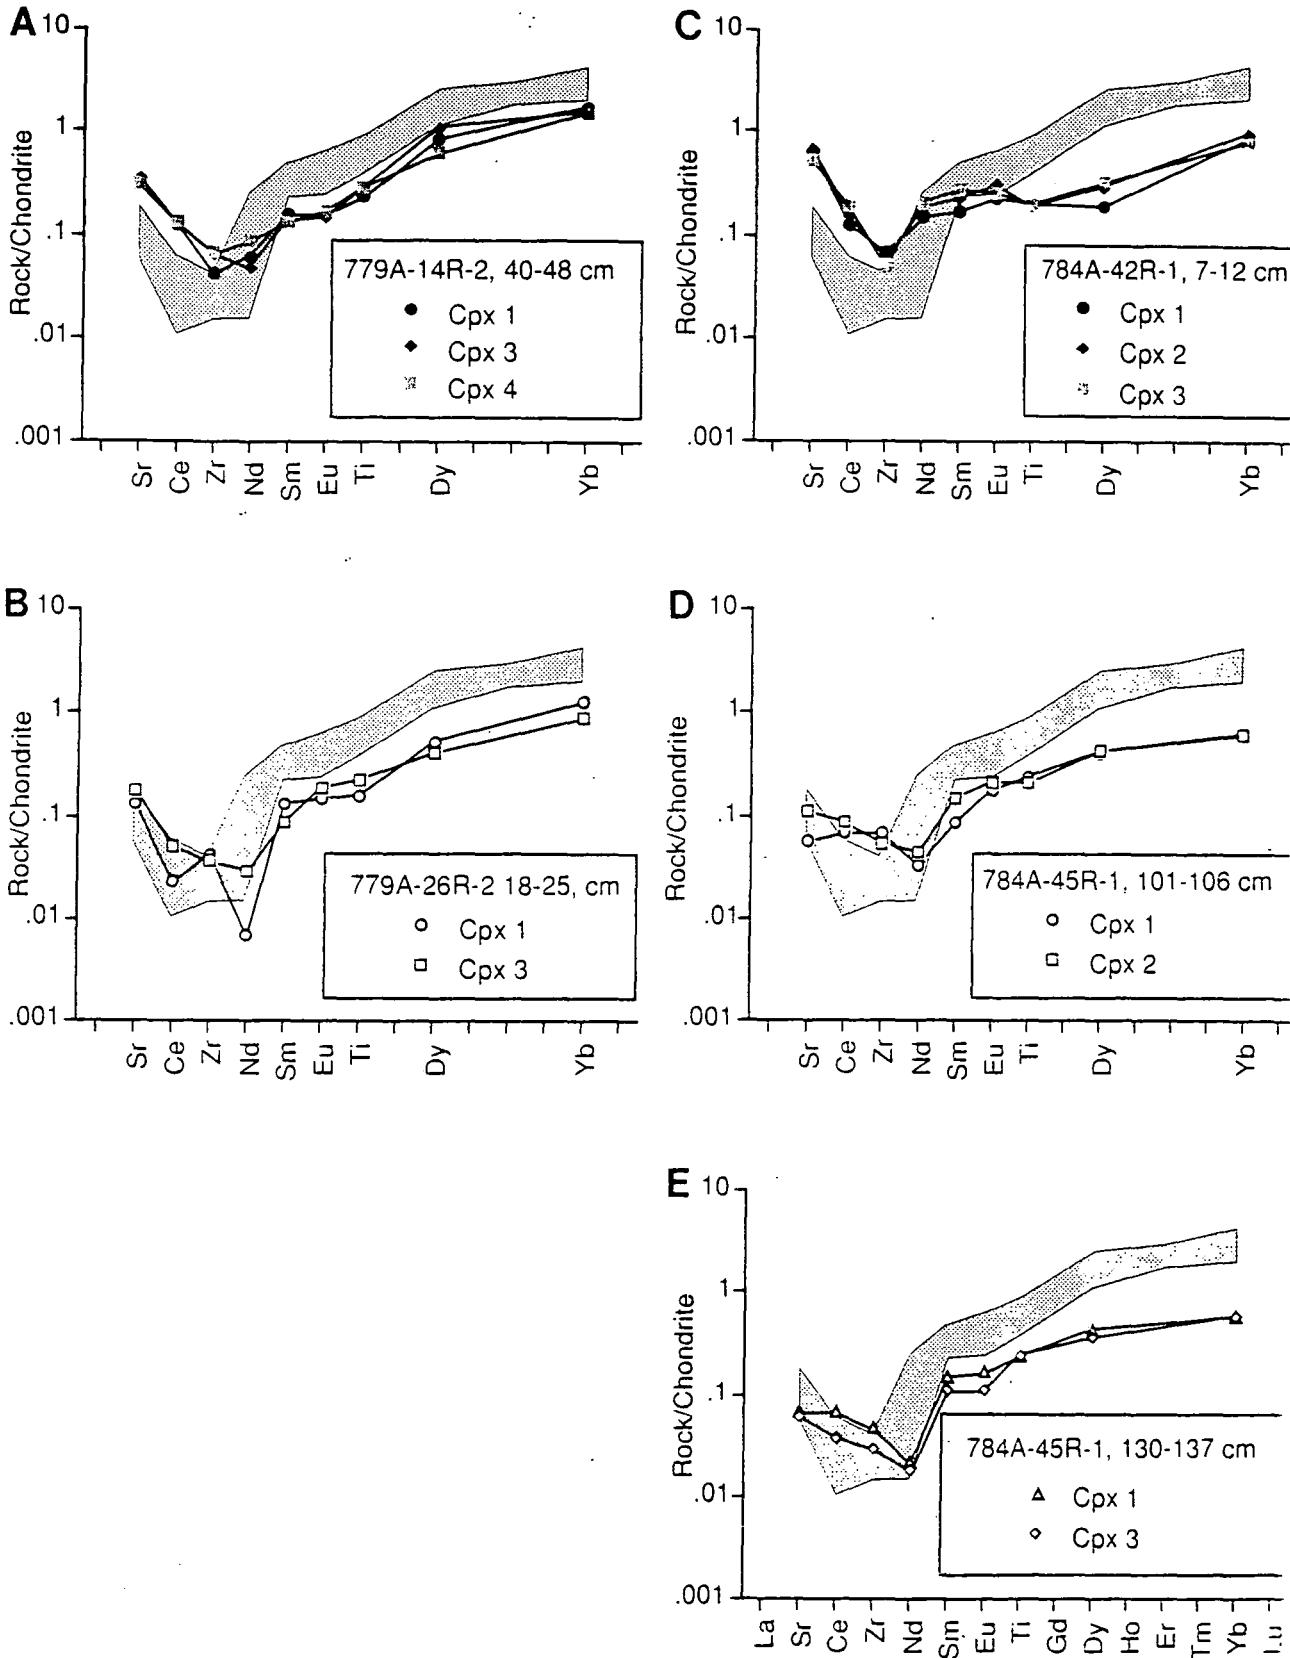 A
10
1
.1
.01
.001
Rock/Chondrite
779A-14R-2, 40-48 cm
Cpx 1
Cpx 3
Cpx 4
Sr Ce Zr Nd Sm Eu Ti Dy Yb
C
10
1
.1
.01
.001
Rock/Chondrite
784A-42R-1, 7-12 cm
Cpx 1
Cpx 2
Cpx 3
Sr Ce Zr Nd Sm Eu Ti Dy Yb
B
10
1
.1
.01
.001
Rock/Chondrite
779A-26R-2 18-25, cm
Cpx 1
Cpx 3
Sr Ce Zr Nd Sm Eu Ti Dy Yb
D
10
1
.1
.01
.001
Rock/Chondrite
784A-45R-1, 101-106 cm
Cpx 1
Cpx 2
Sr Ce Zr Nd Sm Eu Ti Dy Yb
E
10
1
.1
.01
.001
Rock/Chondrite
784A-45R-1, 130-137 cm
Cpx 1
Cpx 3
La Sr Ce Zr Nd Sm Eu Ti Gd Dy Ho Er Tm Yb Lu